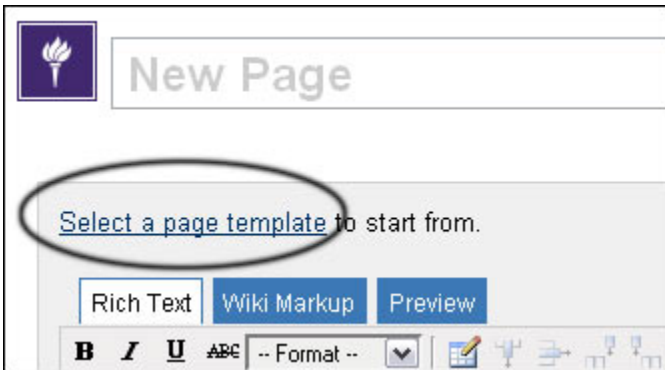 New Page
Select a page template to start from.
Rich Text Wiki Markup Preview
B I U ABC -- Format --